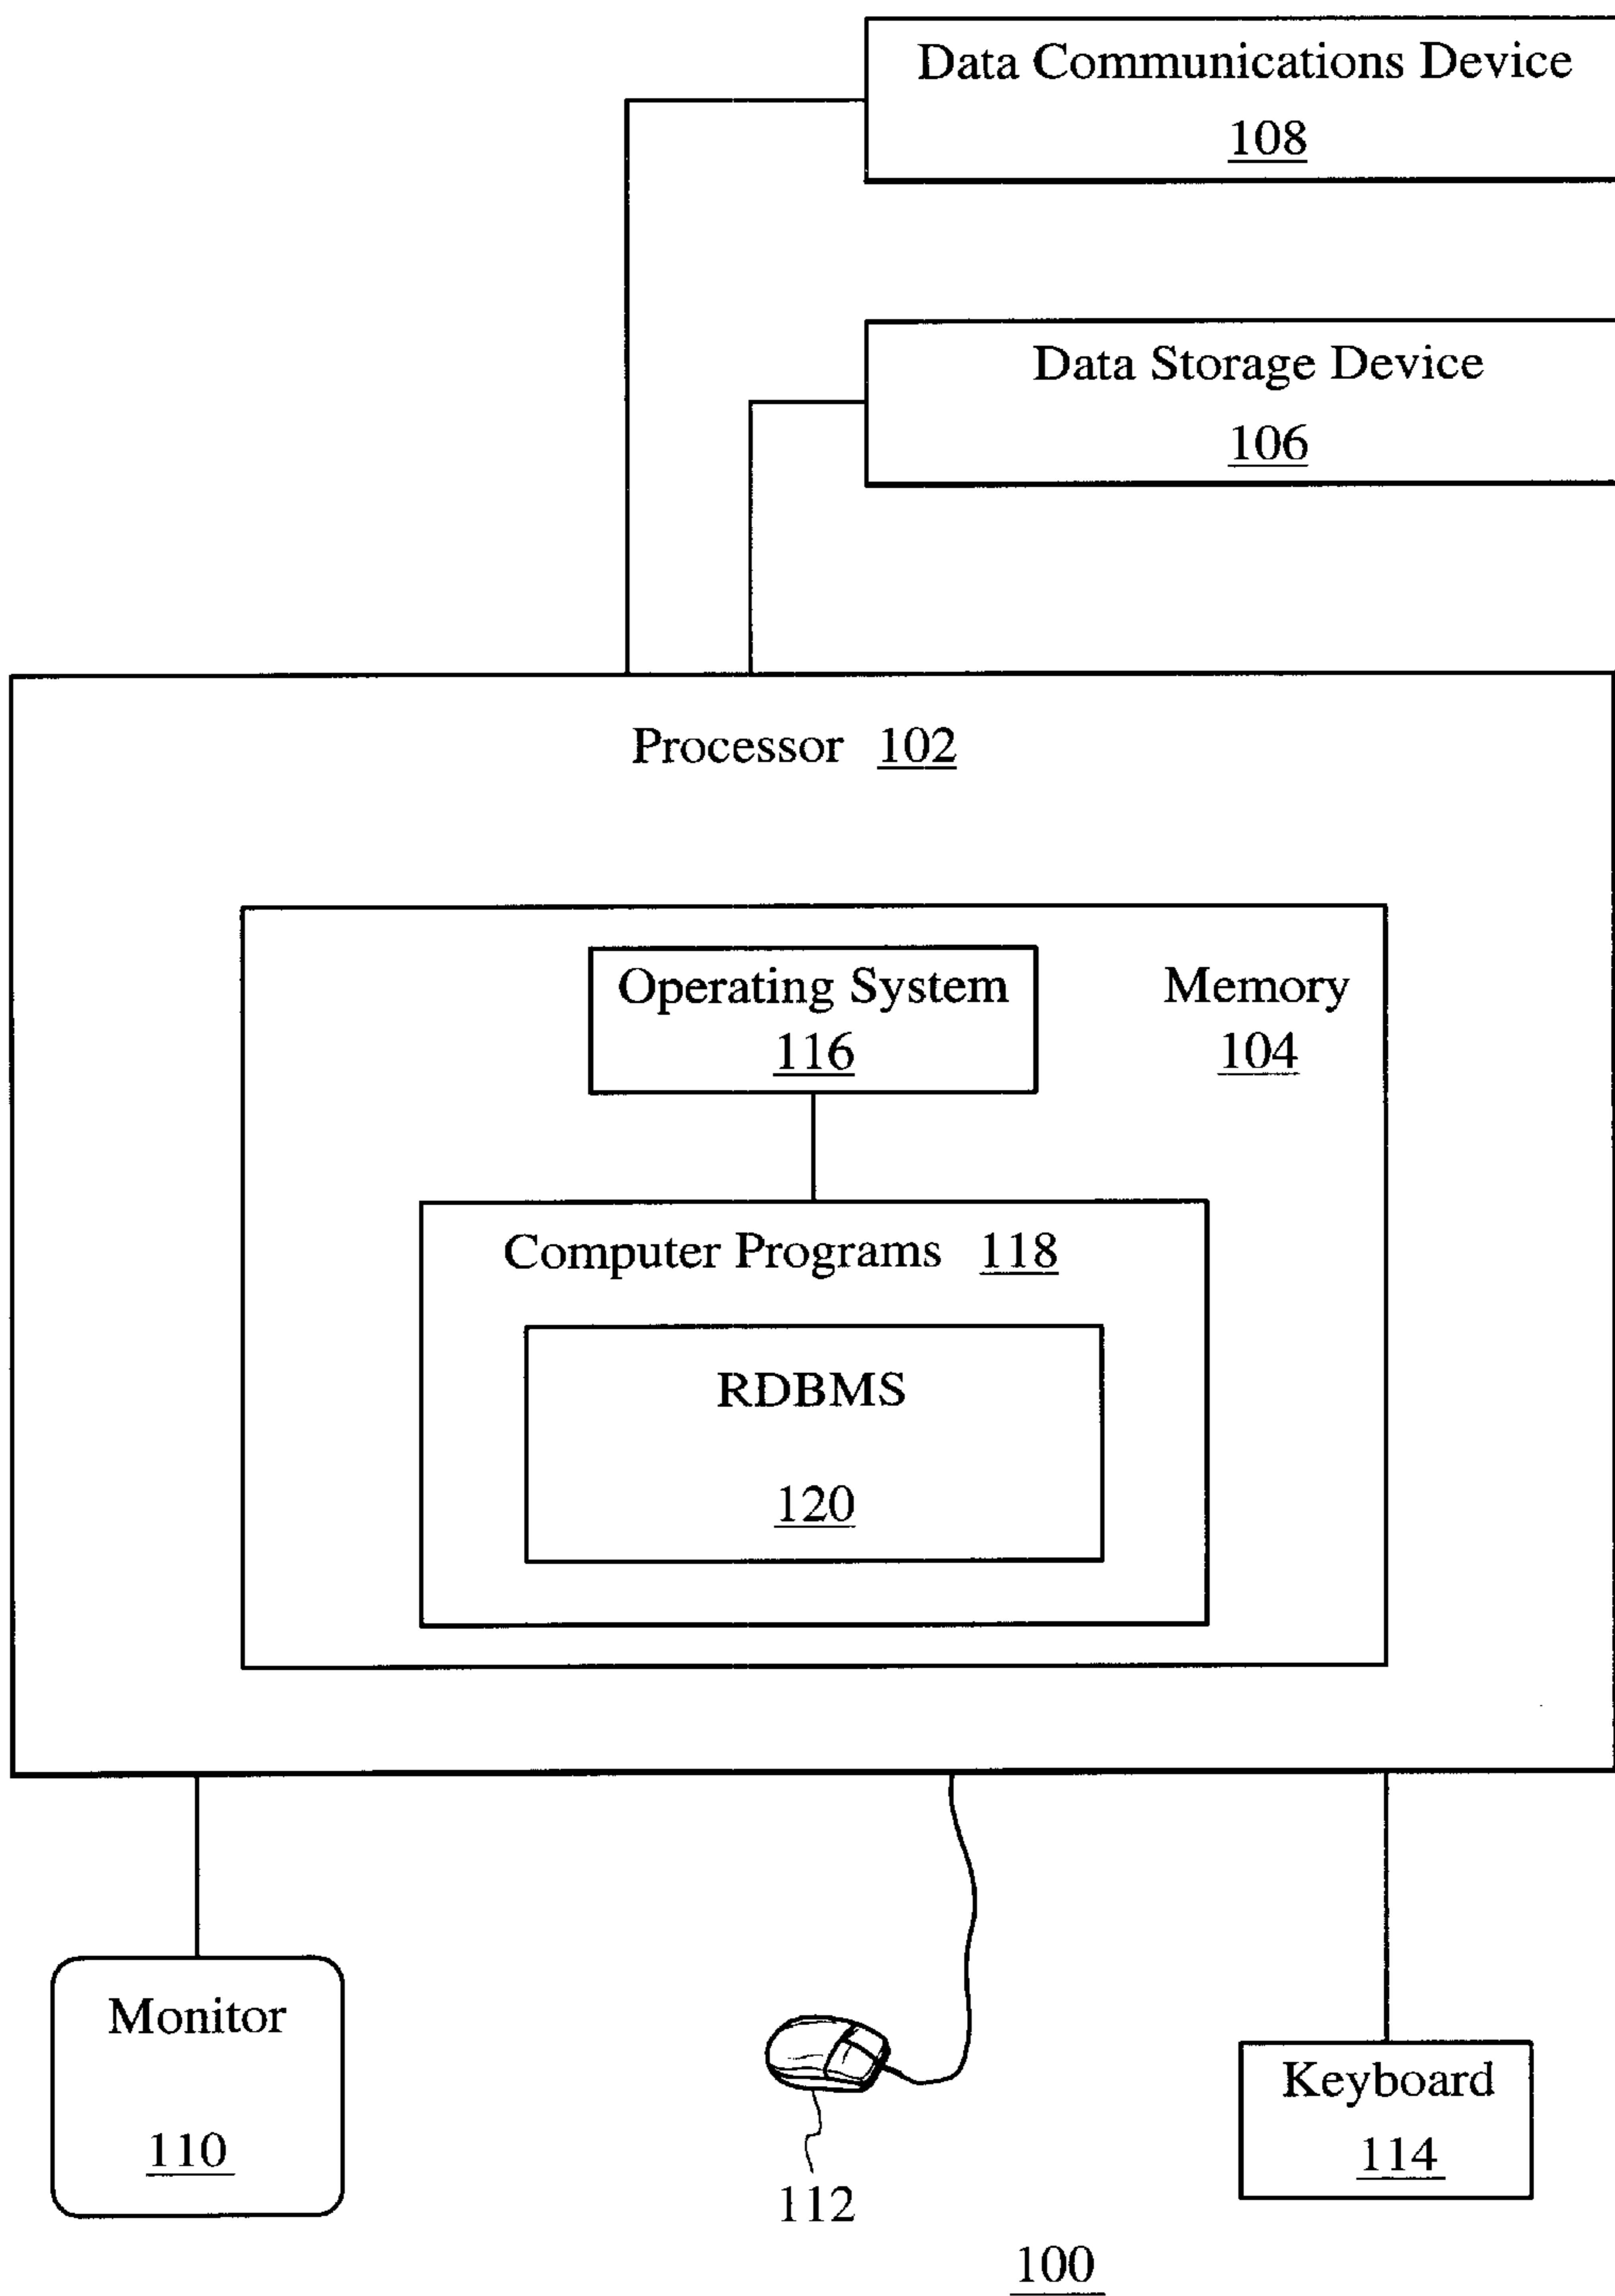 Data Communications Device
108
Data Storage Device
106
Processor 102
Operating System
116
Memory
104
Computer Programs 118
RDBMS
120
Monitor
110
112
Keyboard
114
100